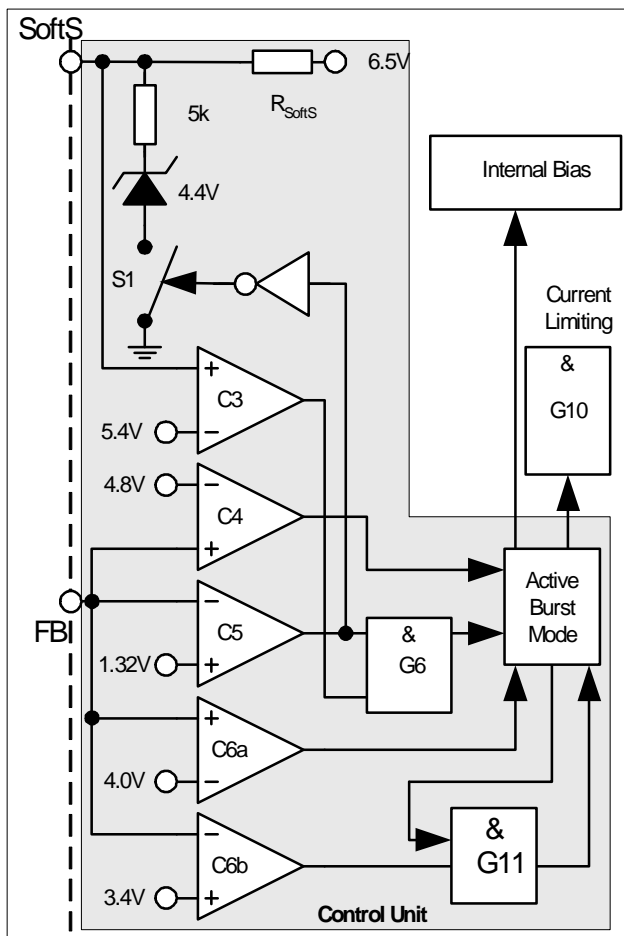 SoftS
6.5V
R_SoftS
5k
4.4V
Internal Bias
S1
Current
Limiting
&
G10
C3
5.4V
4.8V
C4
Active
Burst
Mode
FB
C5
&
G6
1.32V
C6a
4.0V
&
G11
C6b
3.4V
Control Unit
+
−
−
+
−
+
+
−
−
+